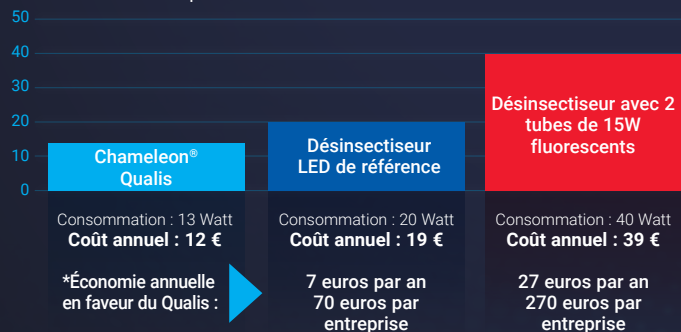 50
40
30
20
10
0
Chameleon®
Qualis
Désinsectiseur
LED de référence
Désinsectiseur avec 2
tubes de 15W
fluorescents
Consommation : 13 Watt
Coût annuel : 12 €
Consommation : 20 Watt
Coût annuel : 19 €
Consommation : 40 Watt
Coût annuel : 39 €
*Économie annuelle
en faveur du Qualis :
7 euros par an
70 euros par
entreprise
27 euros par an
270 euros par
entreprise